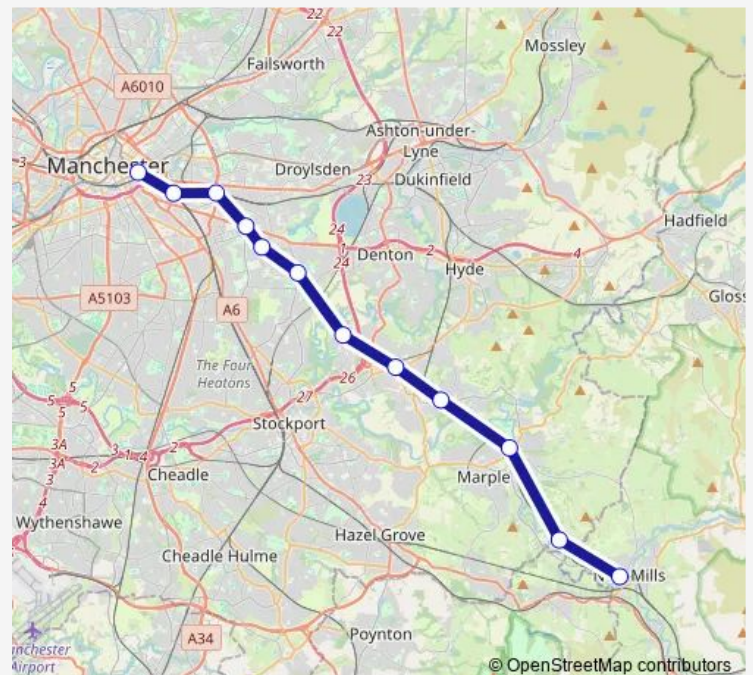 22
22
Mossley
Failsworth
A6010
Ashton-under-
Lyne
Manchester
3
Droylsden
23
Dukinfield
Hadfield
24
1
24
Denton
2
4
Hyde
A5103
A6
The Four
Heatons
26
27
5
5
5
5
Stockport
3A
3A
3
1
4
2
2
Cheadle
3
4
Marple
Wythenshawe
Hazel Grove
Cheadle Hulme
Mills
A34
Poynton
Airport
© OpenStreetMap contributors